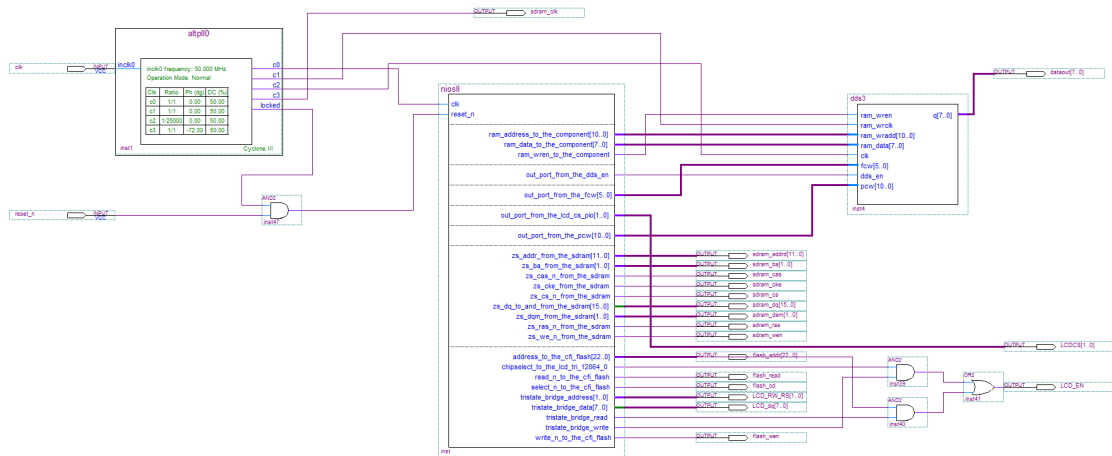 OUTPUT sdram_clk
altpll0
clk INPUT VCC
inclk0
inclk0 frequency: 50.000 MHz
Operation Mode: Normal
Clk Ratio Ph (dg) DC (%)
c0 1/1 0.00 50.00
c1 1/1 0.00 50.00
c2 1/25000 0.00 50.00
c3 1/1 -72.00 50.00
c0
c1
c2
c3
locked
inst1
Cyclone III
reset_n INPUT VCC
AND2
inst47
niosII
clk
reset_n
ram_address_to_the_component[10..0]
ram_data_to_the_component[7..0]
ram_wren_to_the_component
out_port_from_the_dds_en
out_port_from_the_fcw[5..0]
out_port_from_the_lcd_cs_pio[1..0]
out_port_from_the_pcw[10..0]
zs_addr_from_the_sdram[11..0]
zs_ba_from_the_sdram[1..0]
zs_cas_n_from_the_sdram
zs_cke_from_the_sdram
zs_cs_n_from_the_sdram
zs_dq_to_and_from_the_sdram[15..0]
zs_dqm_from_the_sdram[1..0]
zs_ras_n_from_the_sdram
zs_we_n_from_the_sdram
address_to_the_cfi_flash[22..0]
chipselect_to_the_lcd_tri_12864_0
read_n_to_the_cfi_flash
select_n_to_the_cfi_flash
tristate_bridge_address[1..0]
tristate_bridge_data[7..0]
tristate_bridge_read
tristate_bridge_write
write_n_to_the_cfi_flash
inst
dds3
ram_wren
ram_wrclk
ram_wradd[10..0]
ram_data[7..0]
clk
fcw[5..0]
dds_en
pcw[10..0]
q[7..0]
inst4
OUTPUT dataout[7..0]
OUTPUT sdram_addrd[11..0]
OUTPUT sdram_ba[1..0]
OUTPUT sdram_cas
OUTPUT sdram_cke
OUTPUT sdram_cs
OUTPUT sdram_dq[15..0]
OUTPUT sdram_dam[1..0]
OUTPUT sdram_ras
OUTPUT sdram_wen
OUTPUT LCDCS[1..0]
OUTPUT flash_addr[22..0]
OUTPUT flash_read
OUTPUT flash_cd
OUTPUT LCD_RW_RS[1..0]
OUTPUT LCD_dq[7..0]
OUTPUT flash_wen
AND2
inst39
AND2
inst40
OR2
inst41
OUTPUT LCD_EN